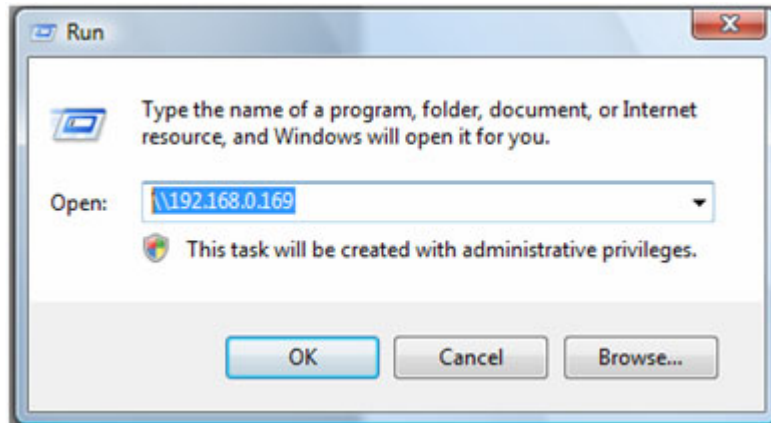 Run
Type the name of a program, folder, document, or Internet
resource, and Windows will open it for you.
Open:
\\192.168.0.169
This task will be created with administrative privileges.
OK
Cancel
Browse...